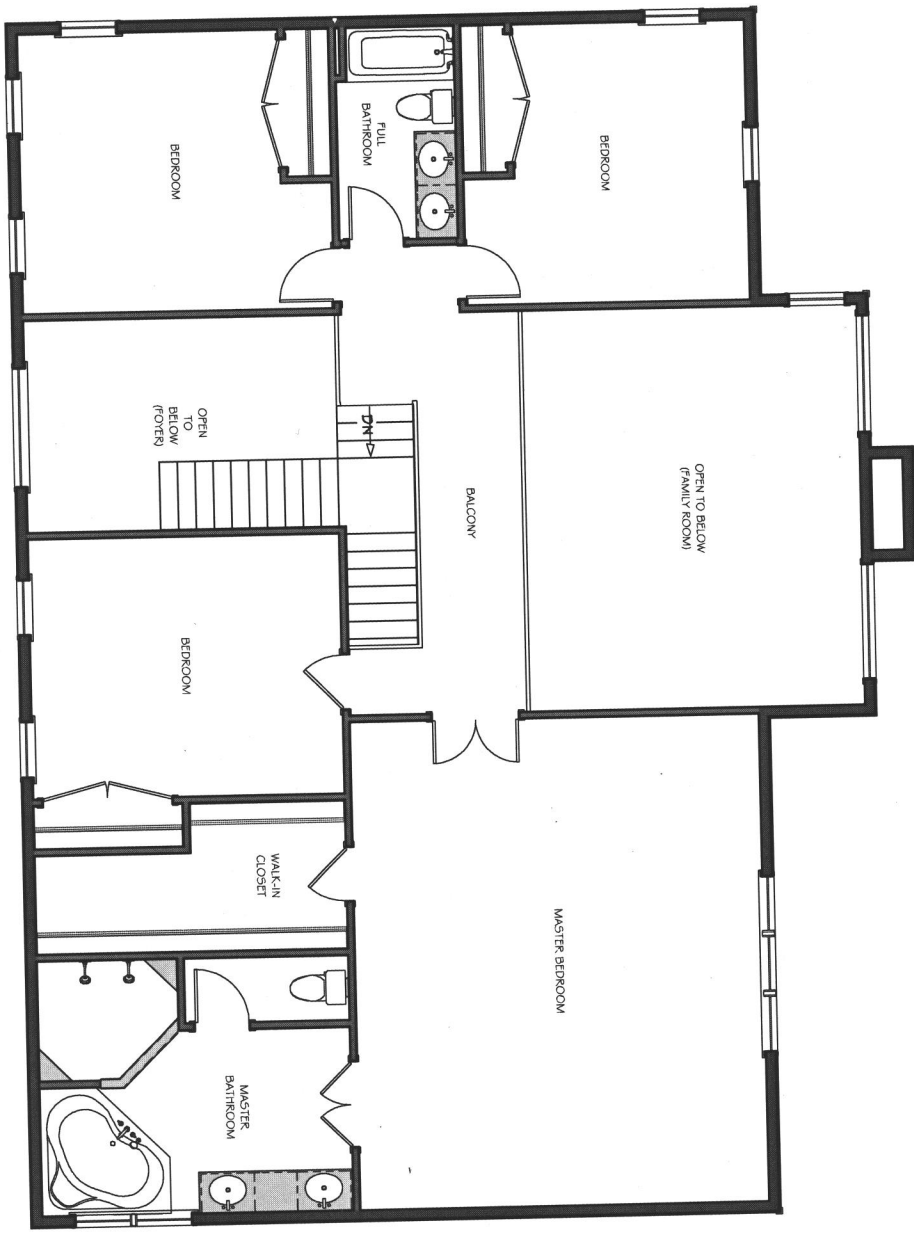 BEDROOM
FULL
BATHROOM
BEDROOM
OPEN
TO
BELOW
(FOYER)
DN
BALCONY
OPEN TO BELOW
(FAMILY ROOM)
BEDROOM
WALK-IN
CLOSET
MASTER BEDROOM
MASTER
BATHROOM